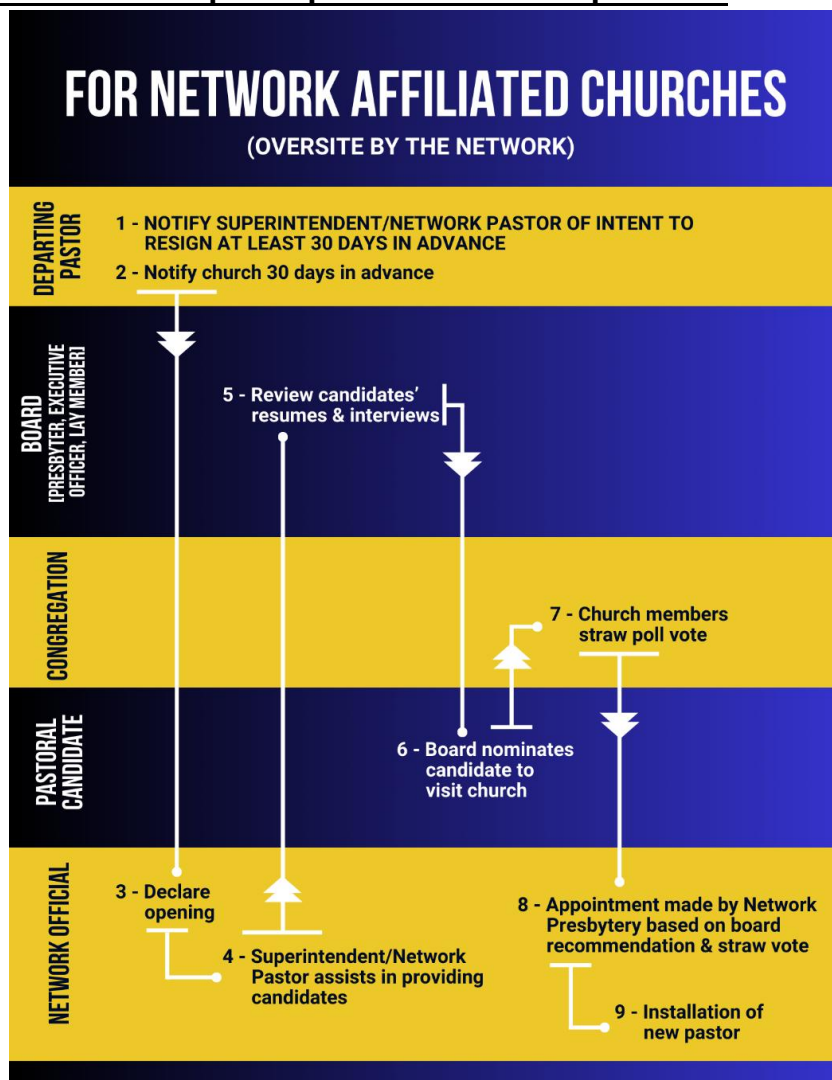 FOR NETWORK AFFILIATED CHURCHES
(OVERSITE BY THE NETWORK)
DEPARTING
PASTOR
1 - NOTIFY SUPERINTENDENT/NETWORK PASTOR OF INTENT TO
RESIGN AT LEAST 30 DAYS IN ADVANCE
2 - Notify church 30 days in advance
BOARD
[PRESBYTER, EXECUTIVE
OFFICER, LAY MEMBER]
5 - Review candidates'
resumes & interviews
CONGREGATION
7 - Church members
straw poll vote
PASTORAL
CANDIDATE
6 - Board nominates
candidate to
visit church
NETWORK OFFICIAL
3 - Declare
opening
4 - Superintendent/Network
Pastor assists in providing
candidates
8 - Appointment made by Network
Presbytery based on board
recommendation & straw vote
9 - Installation of
new pastor